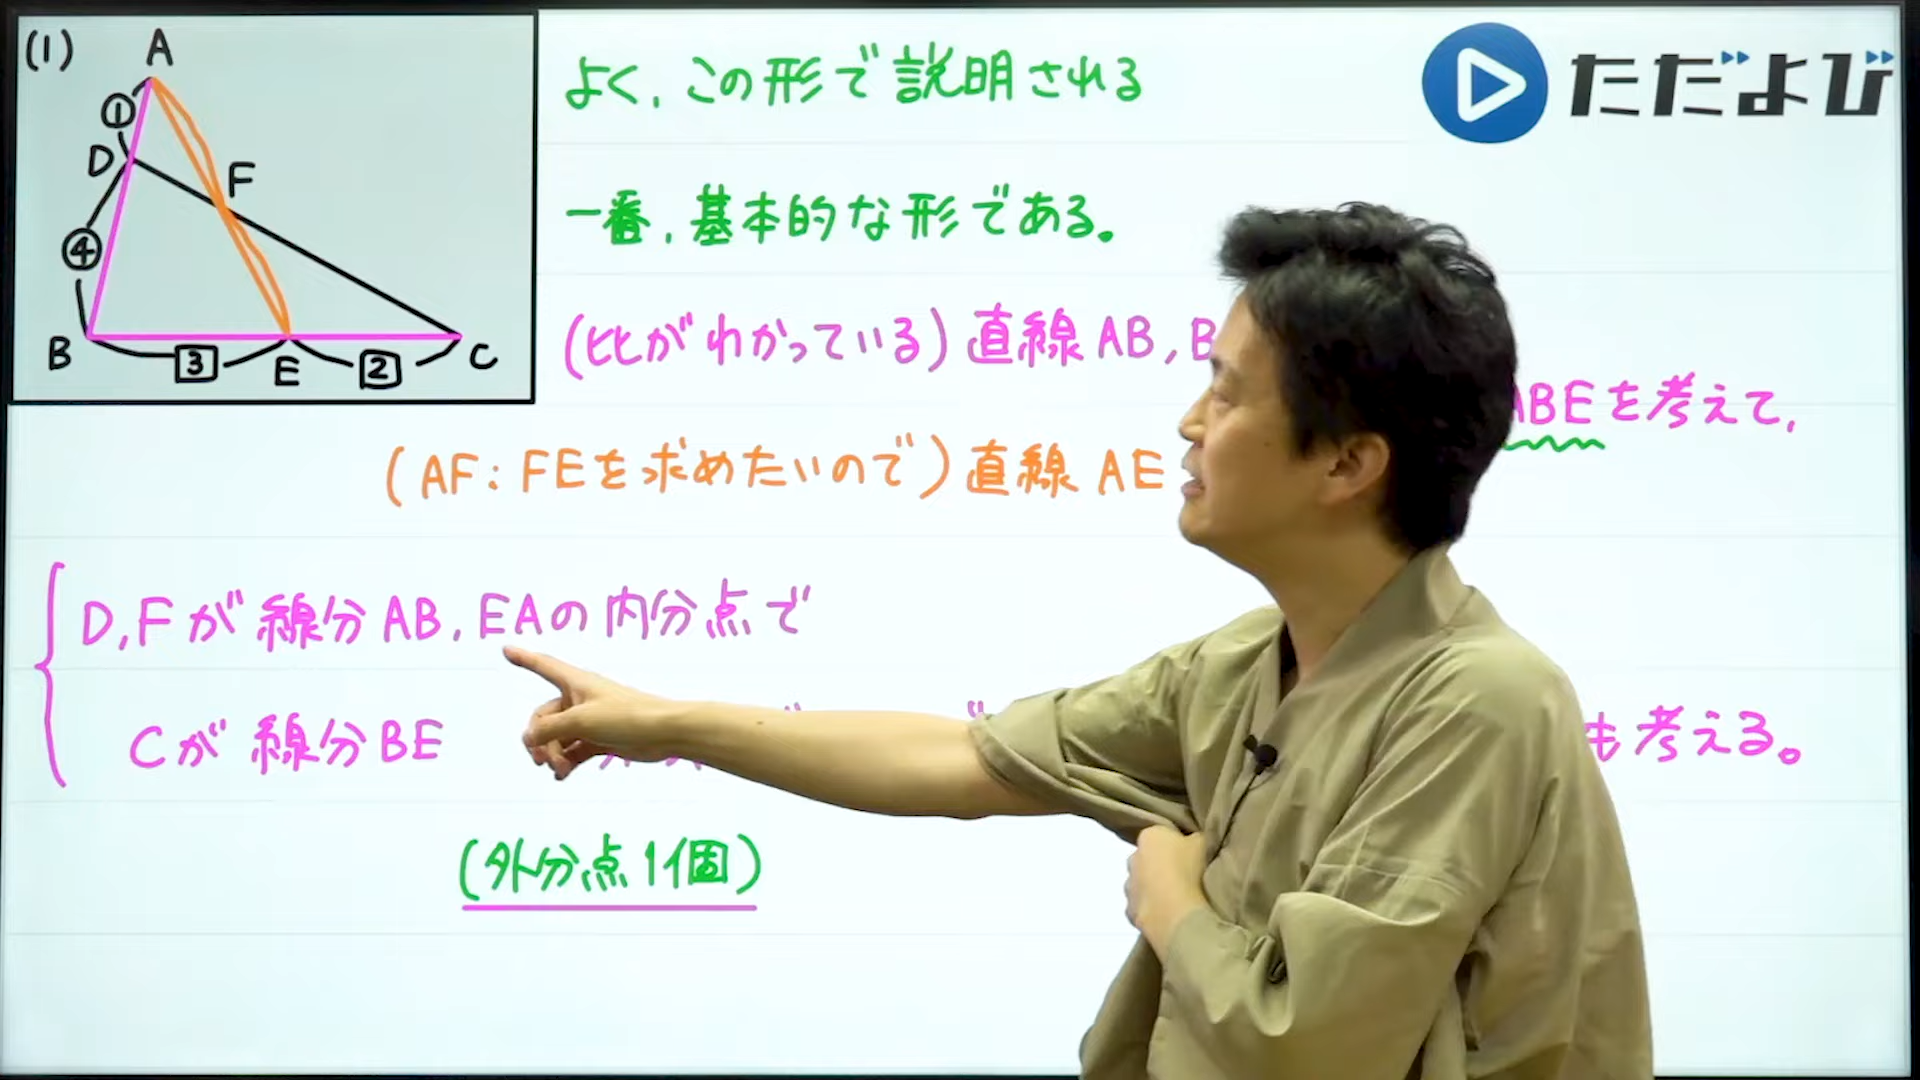 (1)
A
①
D
F
④
B
3
E
2
C
よく,この形で説明される
ただよび
一番,基本的な形である。
(比がわかっている)直線AB,B
ABEを考えて,
(AF:FEを求めたいので)直線AE
D,Fが線分AB,EAの内分点で
Cが線分BE
も考える。
(外分点1個)